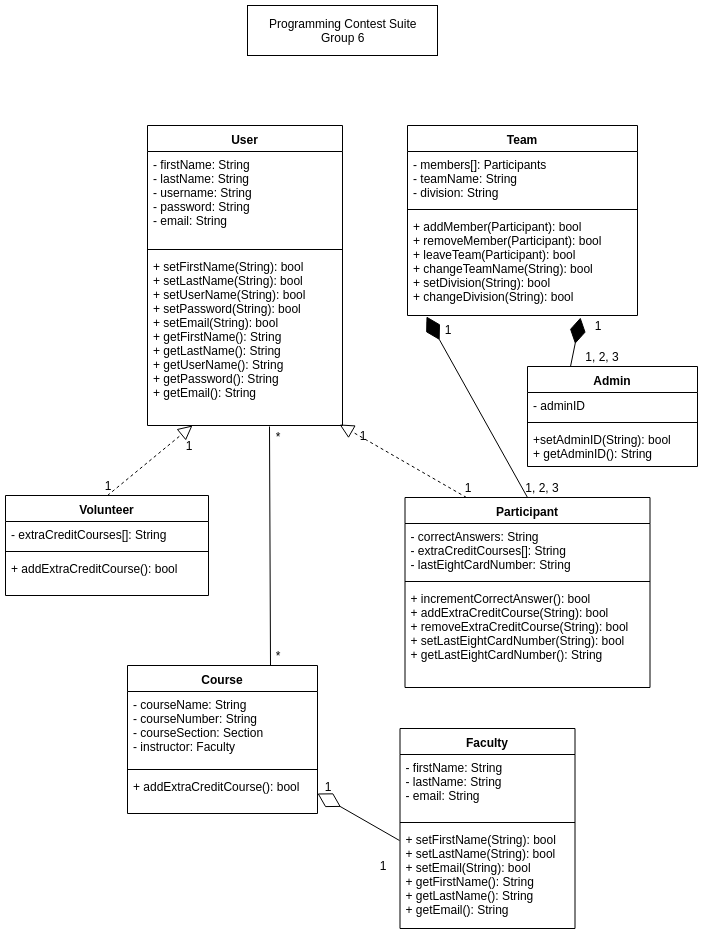 Programming Contest Suite
Group 6
User
- firstName: String
- lastName: String
- username: String
- password: String
- email: String
+ setFirstName(String): bool
+ setLastName(String): bool
+ setUserName(String): bool
+ setPassword(String): bool
+ setEmail(String): bool
+ getFirstName(): String
+ getLastName(): String
+ getUserName(): String
+ getPassword(): String
+ getEmail(): String
Team
- members[]: Participants
- teamName: String
- division: String
+ addMember(Participant): bool
+ removeMember(Participant): bool
+ leaveTeam(Participant): bool
+ changeTeamName(String): bool
+ setDivision(String): bool
+ changeDivision(String): bool
1
1
1, 2, 3
Admin
- adminID
+setAdminID(String): bool
+ getAdminID(): String
1
*
1
1
1
1, 2, 3
Volunteer
- extraCreditCourses[]: String
+ addExtraCreditCourse(): bool
Participant
- correctAnswers: String
- extraCreditCourses[]: String
- lastEightCardNumber: String
+ incrementCorrectAnswer(): bool
+ addExtraCreditCourse(String): bool
+ removeExtraCreditCourse(String): bool
+ setLastEightCardNumber(String): bool
+ getLastEightCardNumber(): String
*
Course
- courseName: String
- courseNumber: String
- courseSection: Section
- instructor: Faculty
+ addExtraCreditCourse(): bool
1
1
Faculty
- firstName: String
- lastName: String
- email: String
+ setFirstName(String): bool
+ setLastName(String): bool
+ setEmail(String): bool
+ getFirstName(): String
+ getLastName(): String
+ getEmail(): String